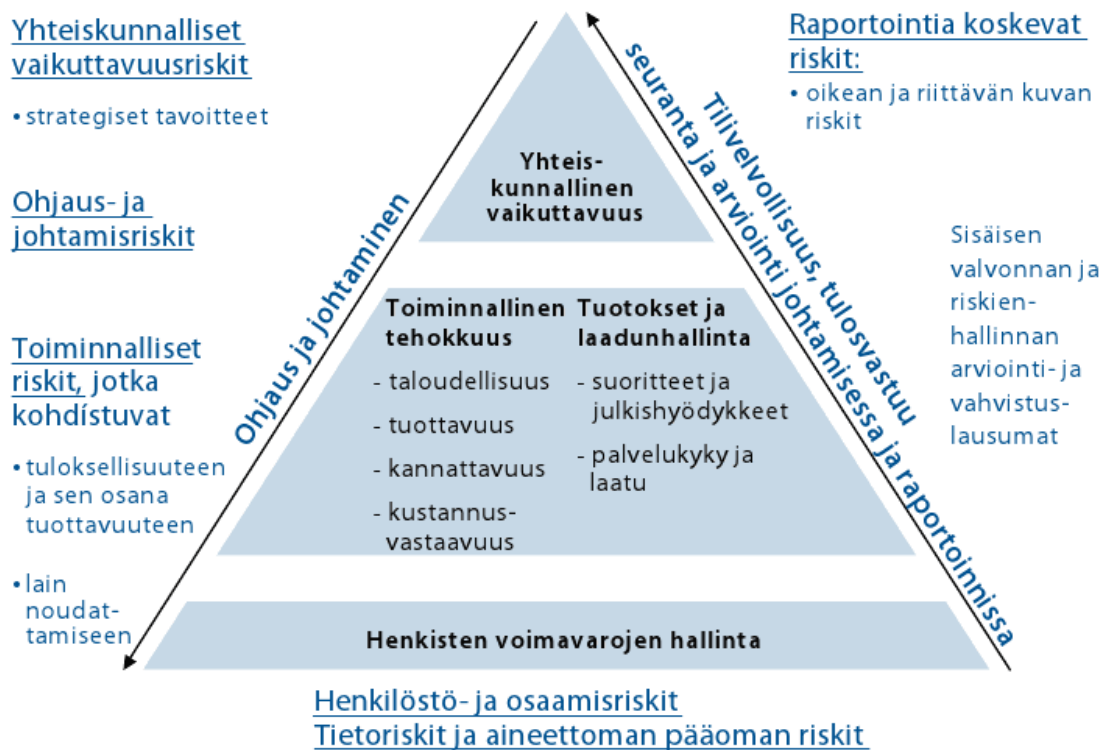 Yhteiskunnalliset
vaikuttavuusriskit
• strategiset tavoitteet
Ohjaus- ja
johtamisriskit
Toiminnalliset
riskit, jotka
kohdistuvat
• tuloksellisuuteen
ja sen osana
tuottavuuteen
• lain
noudat-
tamiseen
Ohjaus ja johtaminen
Yhteis-
kunnallinen
vaikuttavuus
Toiminnallinen
tehokkuus
- taloudellisuus
- tuottavuus
- kannattavuus
- kustannus-
vastaavuus
Tuotokset ja
laadunhallinta
- suoritteet ja
julkishyödykkeet
- palvelukyky ja
laatu
Henkisten voimavarojen hallinta
Tilivelvollisuus, tulosvastuu
seuranta ja arviointi johtamisessa ja raportoinnissa
Raportointia koskevat
riskit:
• oikean ja riittävän kuvan
riskit
Sisäisen
valvonnan ja
riskien-
hallinnan
arviointi- ja
vahvistus-
lausumat
Henkilöstö- ja osaamisriskit
Tietoriskit ja aineettoman pääoman riskit